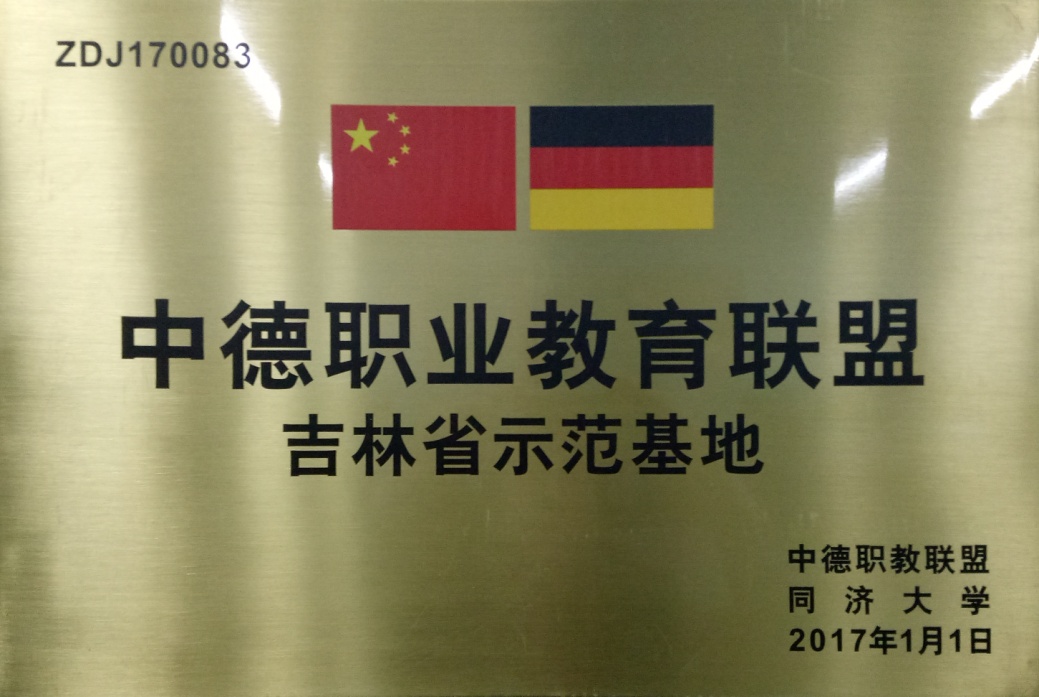 ZDJ170083
中德职业教育联盟
吉林省示范基地
中德职教联盟
同济大学
2017年1月1日